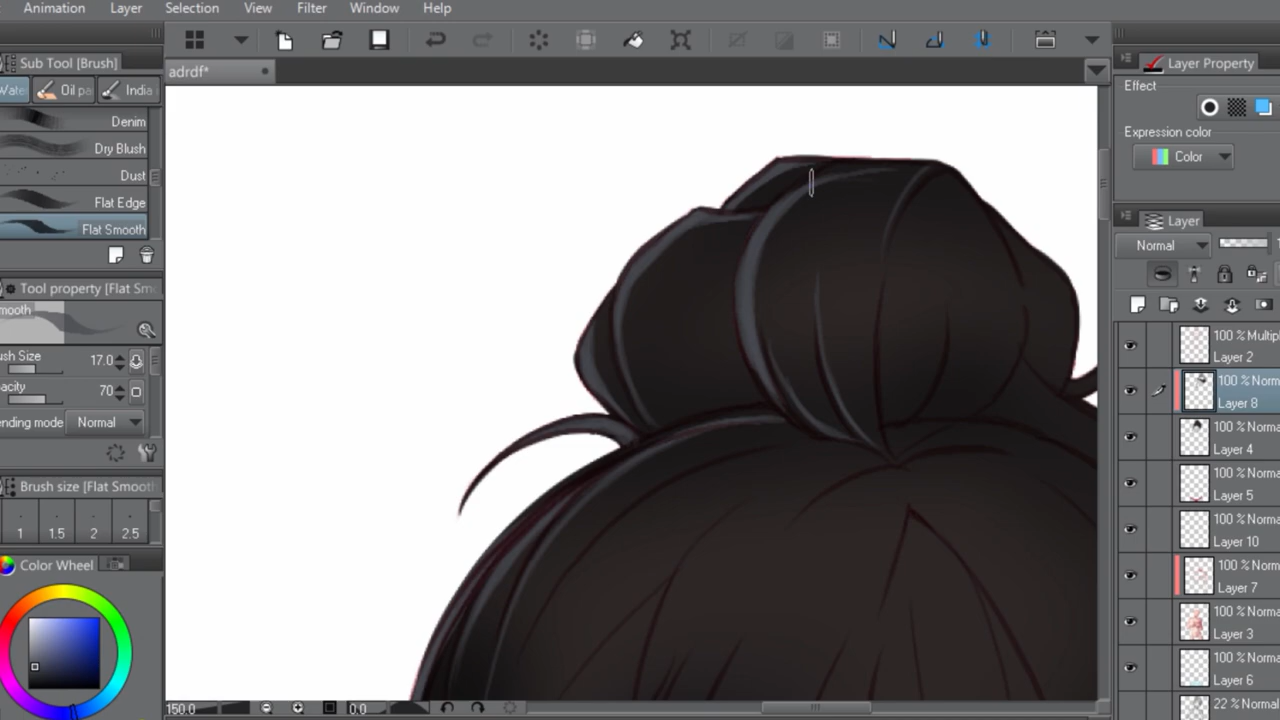 Animation Layer Selection View Filter Window Help
Sub Tool [Brush]
Oil pa India
adrdf*
Denim
Dry Blush
Dust
Flat Edge
Flat Smooth
Tool property [Flat Sm
mooth
ush Size 17.0
pacity 70
ending mode Normal
Brush size [Flat Smooth
1 1.5 2 2.5
Color Wheel
150.0 0.0
Layer Property
Effect
Expression color
Color
Layer
Normal
100 % Multipl
Layer 2
100 % Norm
Layer 8
100 % Norma
Layer 4
100 % Norma
Layer 5
100 % Norma
Layer 10
100 % Norma
Layer 7
100 % Norma
Layer 3
100 % Norma
Layer 6
22 % Normal